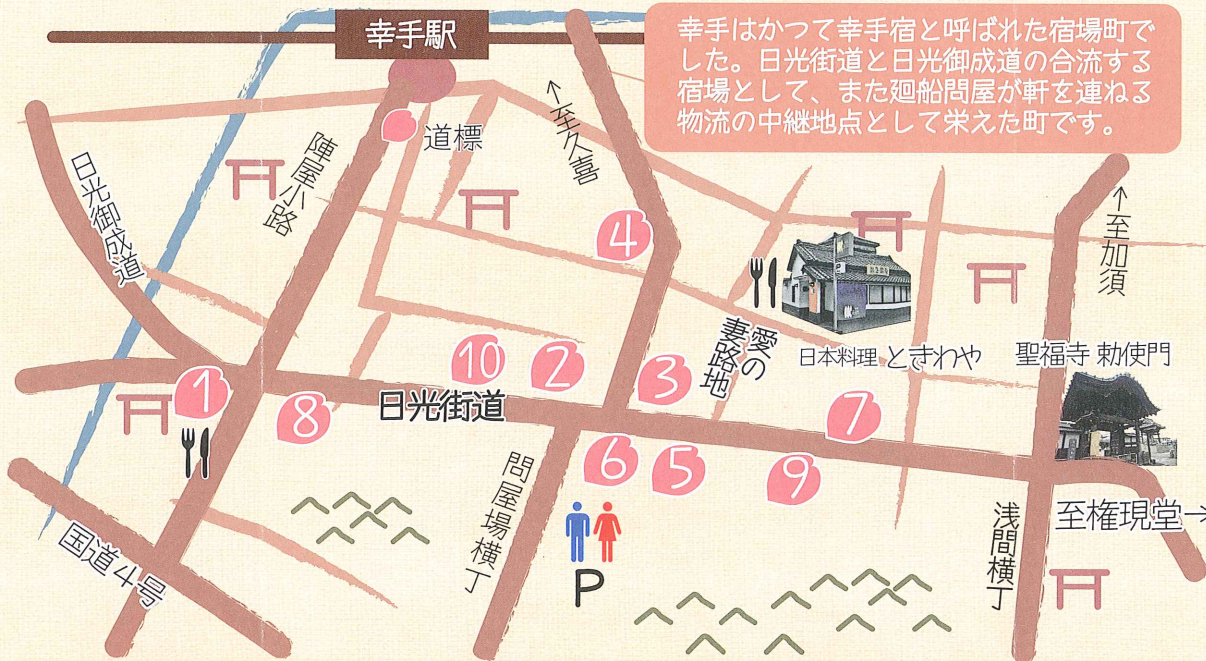 幸手駅
幸手はかつて幸手宿と呼ばれた宿場町で
した。日光街道と日光御成道の合流する
宿場として、また廻船問屋が軒を連ねる
物流の中継地点として栄えた町です。
道標
↑至久喜
陣屋小路
日光御成道
4
↑至加須
愛の
妻路地
日本料理 ときわや
聖福寺 勅使門
1
8
10
2
3
7
日光街道
6
5
9
問屋場横丁
浅間横丁
至権現堂→
国道4号
P